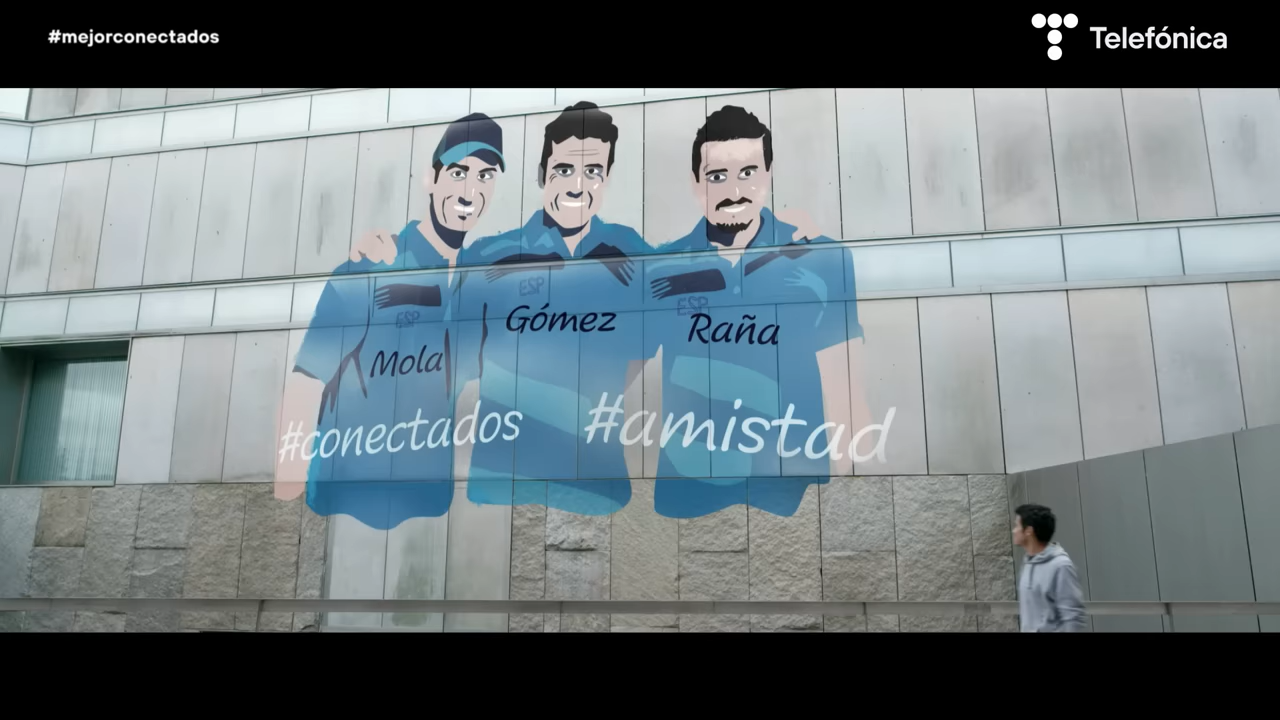 #mejorconectados
Telefónica
ESP
ESP
ESP
Gómez
Raña
Mola
#conectados
#amistad